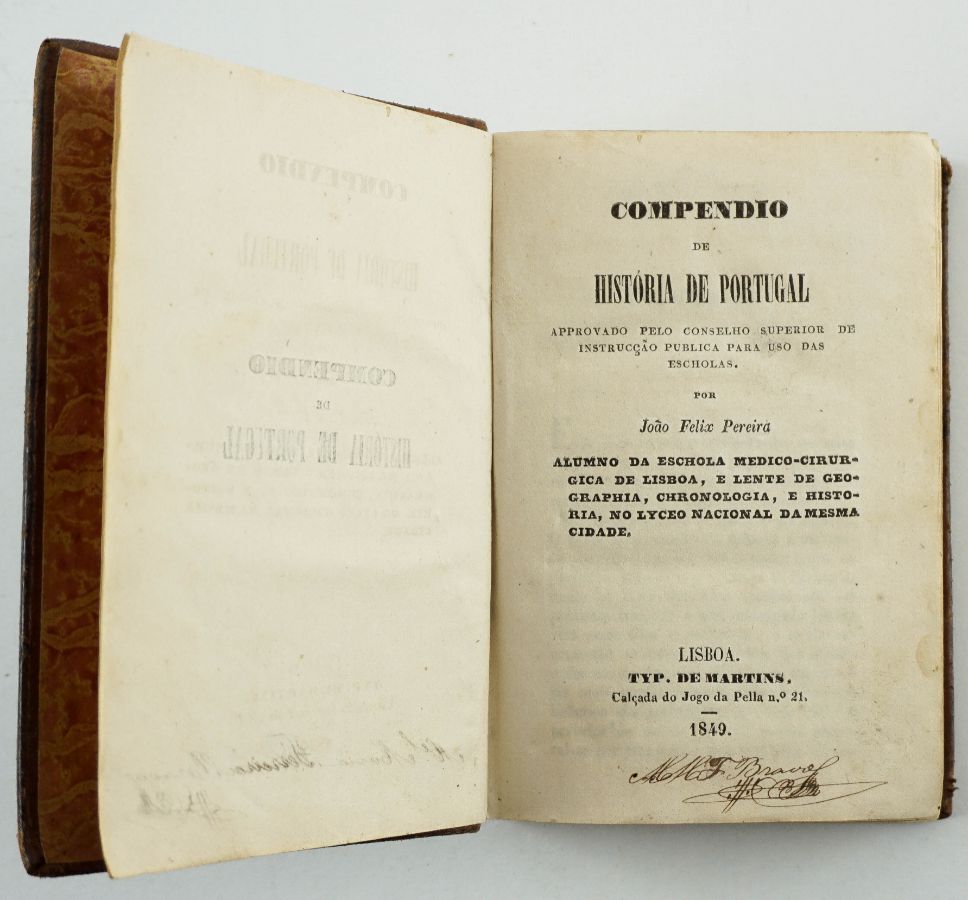 COMPENDIO
DE
HISTÓRIA DE PORTUGAL
APPROVADO PELO CONSELHO SUPERIOR DE
INSTRUCÇÃO PUBLICA PARA USO DAS
ESCHOLAS.
POR
João Felix Pereira
ALUMNO DA ESCHOLA MEDICO-CIRUR-
GICA DE LISBOA, E LENTE DE GEO-
GRAPHIA, CHRONOLOGIA, E HISTO-
RIA, NO LYCEO NACIONAL DA MESMA
CIDADE.
LISBOA.
TYP. DE MARTINS,
Calçada do Jogo da Pella n.º 21.
1849.